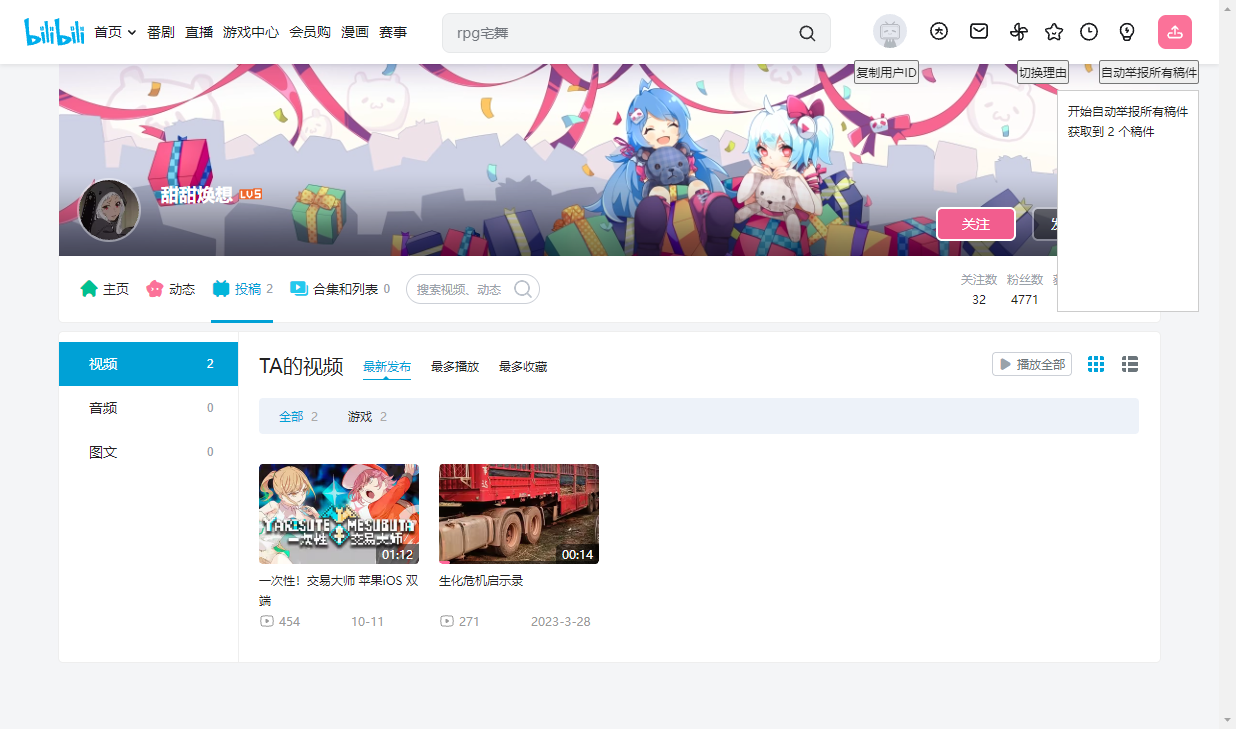 bilibili 首页 番剧 直播 游戏中心 会员购 漫画 赛事 rpg宅舞
复制用户ID 切换理由 自动举报所有稿件
开始自动举报所有稿件
获取到 2 个稿件
甜甜焕想 LV5
关注 发
主页 动态 投稿 2 合集和列表 0 搜索视频、动态
关注数 粉丝数
32 4771
视频 2
音频 0
图文 0
TA的视频 最新发布 最多播放 最多收藏 播放全部
全部 2 游戏 2
YARISUTE MESUBUTA
一次性 交易大师
01:12
00:14
一次性！交易大师 苹果iOS 双
端
454 10-11
生化危机启示录
271 2023-3-28